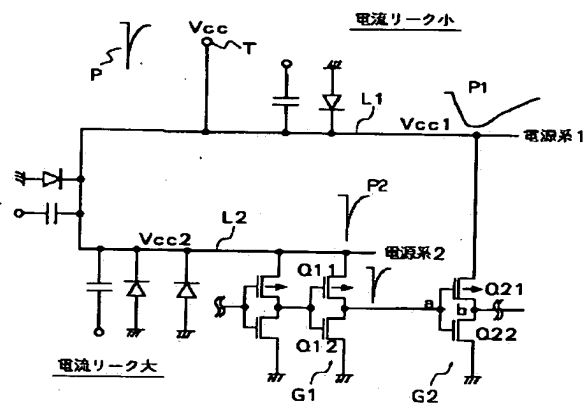 電流リーク小
Vcc
T
P
P1
L1
Vcc1
電源系1
P2
L2
Vcc2
電源系2
Q11
Q21
a
b
Q12
Q22
電流リーク大
G1
G2